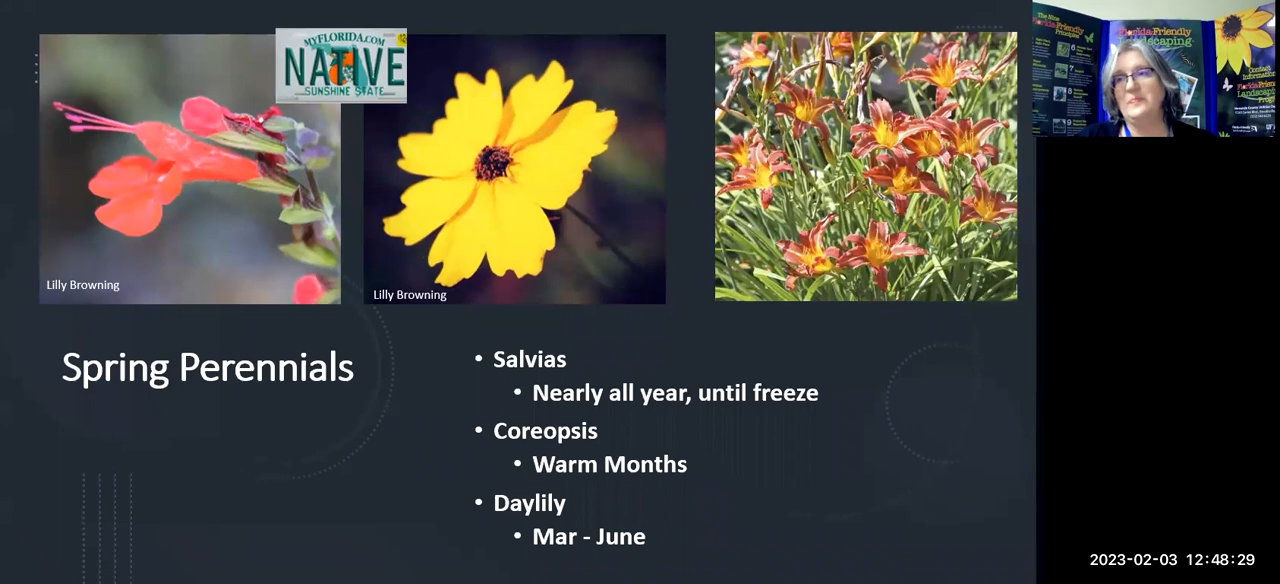 MYFLORIDA.COM
NATIVE
SUNSHINE STATE
Lilly Browning
Lilly Browning
Spring Perennials
• Salvias
• Nearly all year, until freeze
• Coreopsis
• Warm Months
• Daylily
• Mar - June
Florida-Friendly
Landscaping
2023-02-03 12:48:29